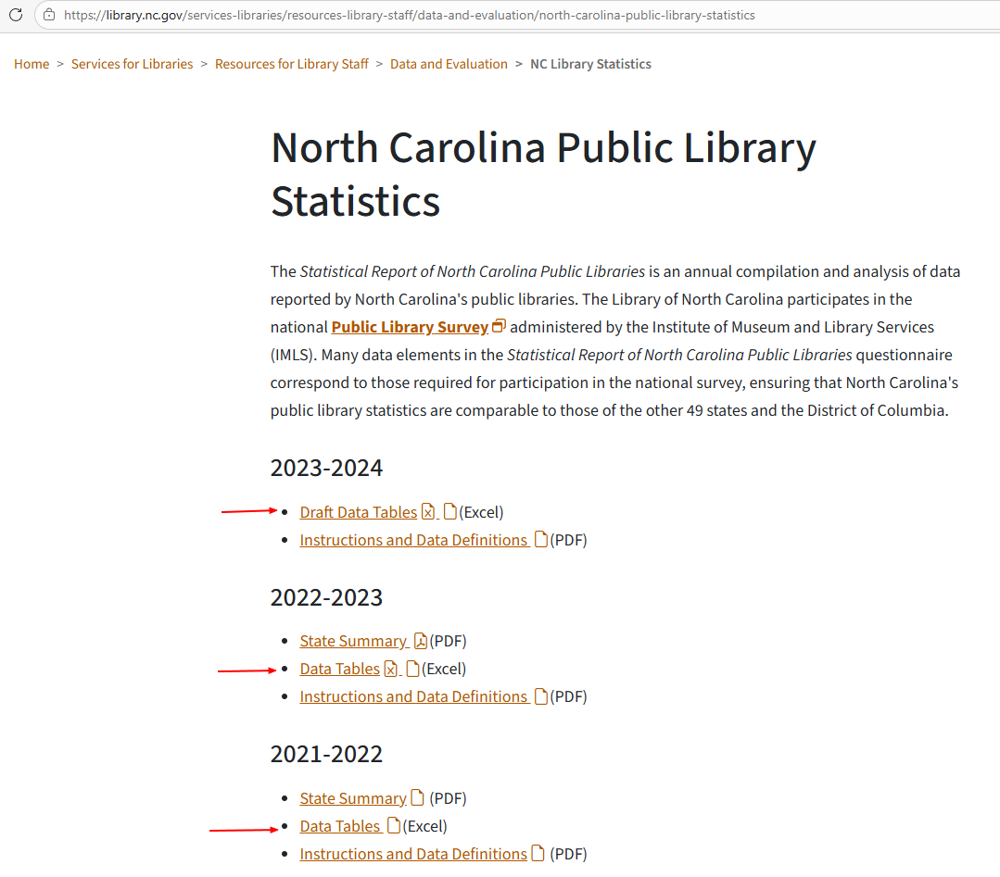 https://library.nc.gov/services-libraries/resources-library-staff/data-and-evaluation/north-carolina-public-library-statistics
Home > Services for Libraries > Resources for Library Staff > Data and Evaluation > NC Library Statistics
North Carolina Public Library
Statistics
The Statistical Report of North Carolina Public Libraries is an annual compilation and analysis of data
reported by North Carolina's public libraries. The Library of North Carolina participates in the
national Public Library Survey administered by the Institute of Museum and Library Services
(IMLS). Many data elements in the Statistical Report of North Carolina Public Libraries questionnaire
correspond to those required for participation in the national survey, ensuring that North Carolina's
public library statistics are comparable to those of the other 49 states and the District of Columbia.
2023-2024
• Draft Data Tables (Excel)
• Instructions and Data Definitions (PDF)
2022-2023
• State Summary (PDF)
• Data Tables (Excel)
• Instructions and Data Definitions (PDF)
2021-2022
• State Summary (PDF)
• Data Tables (Excel)
• Instructions and Data Definitions (PDF)